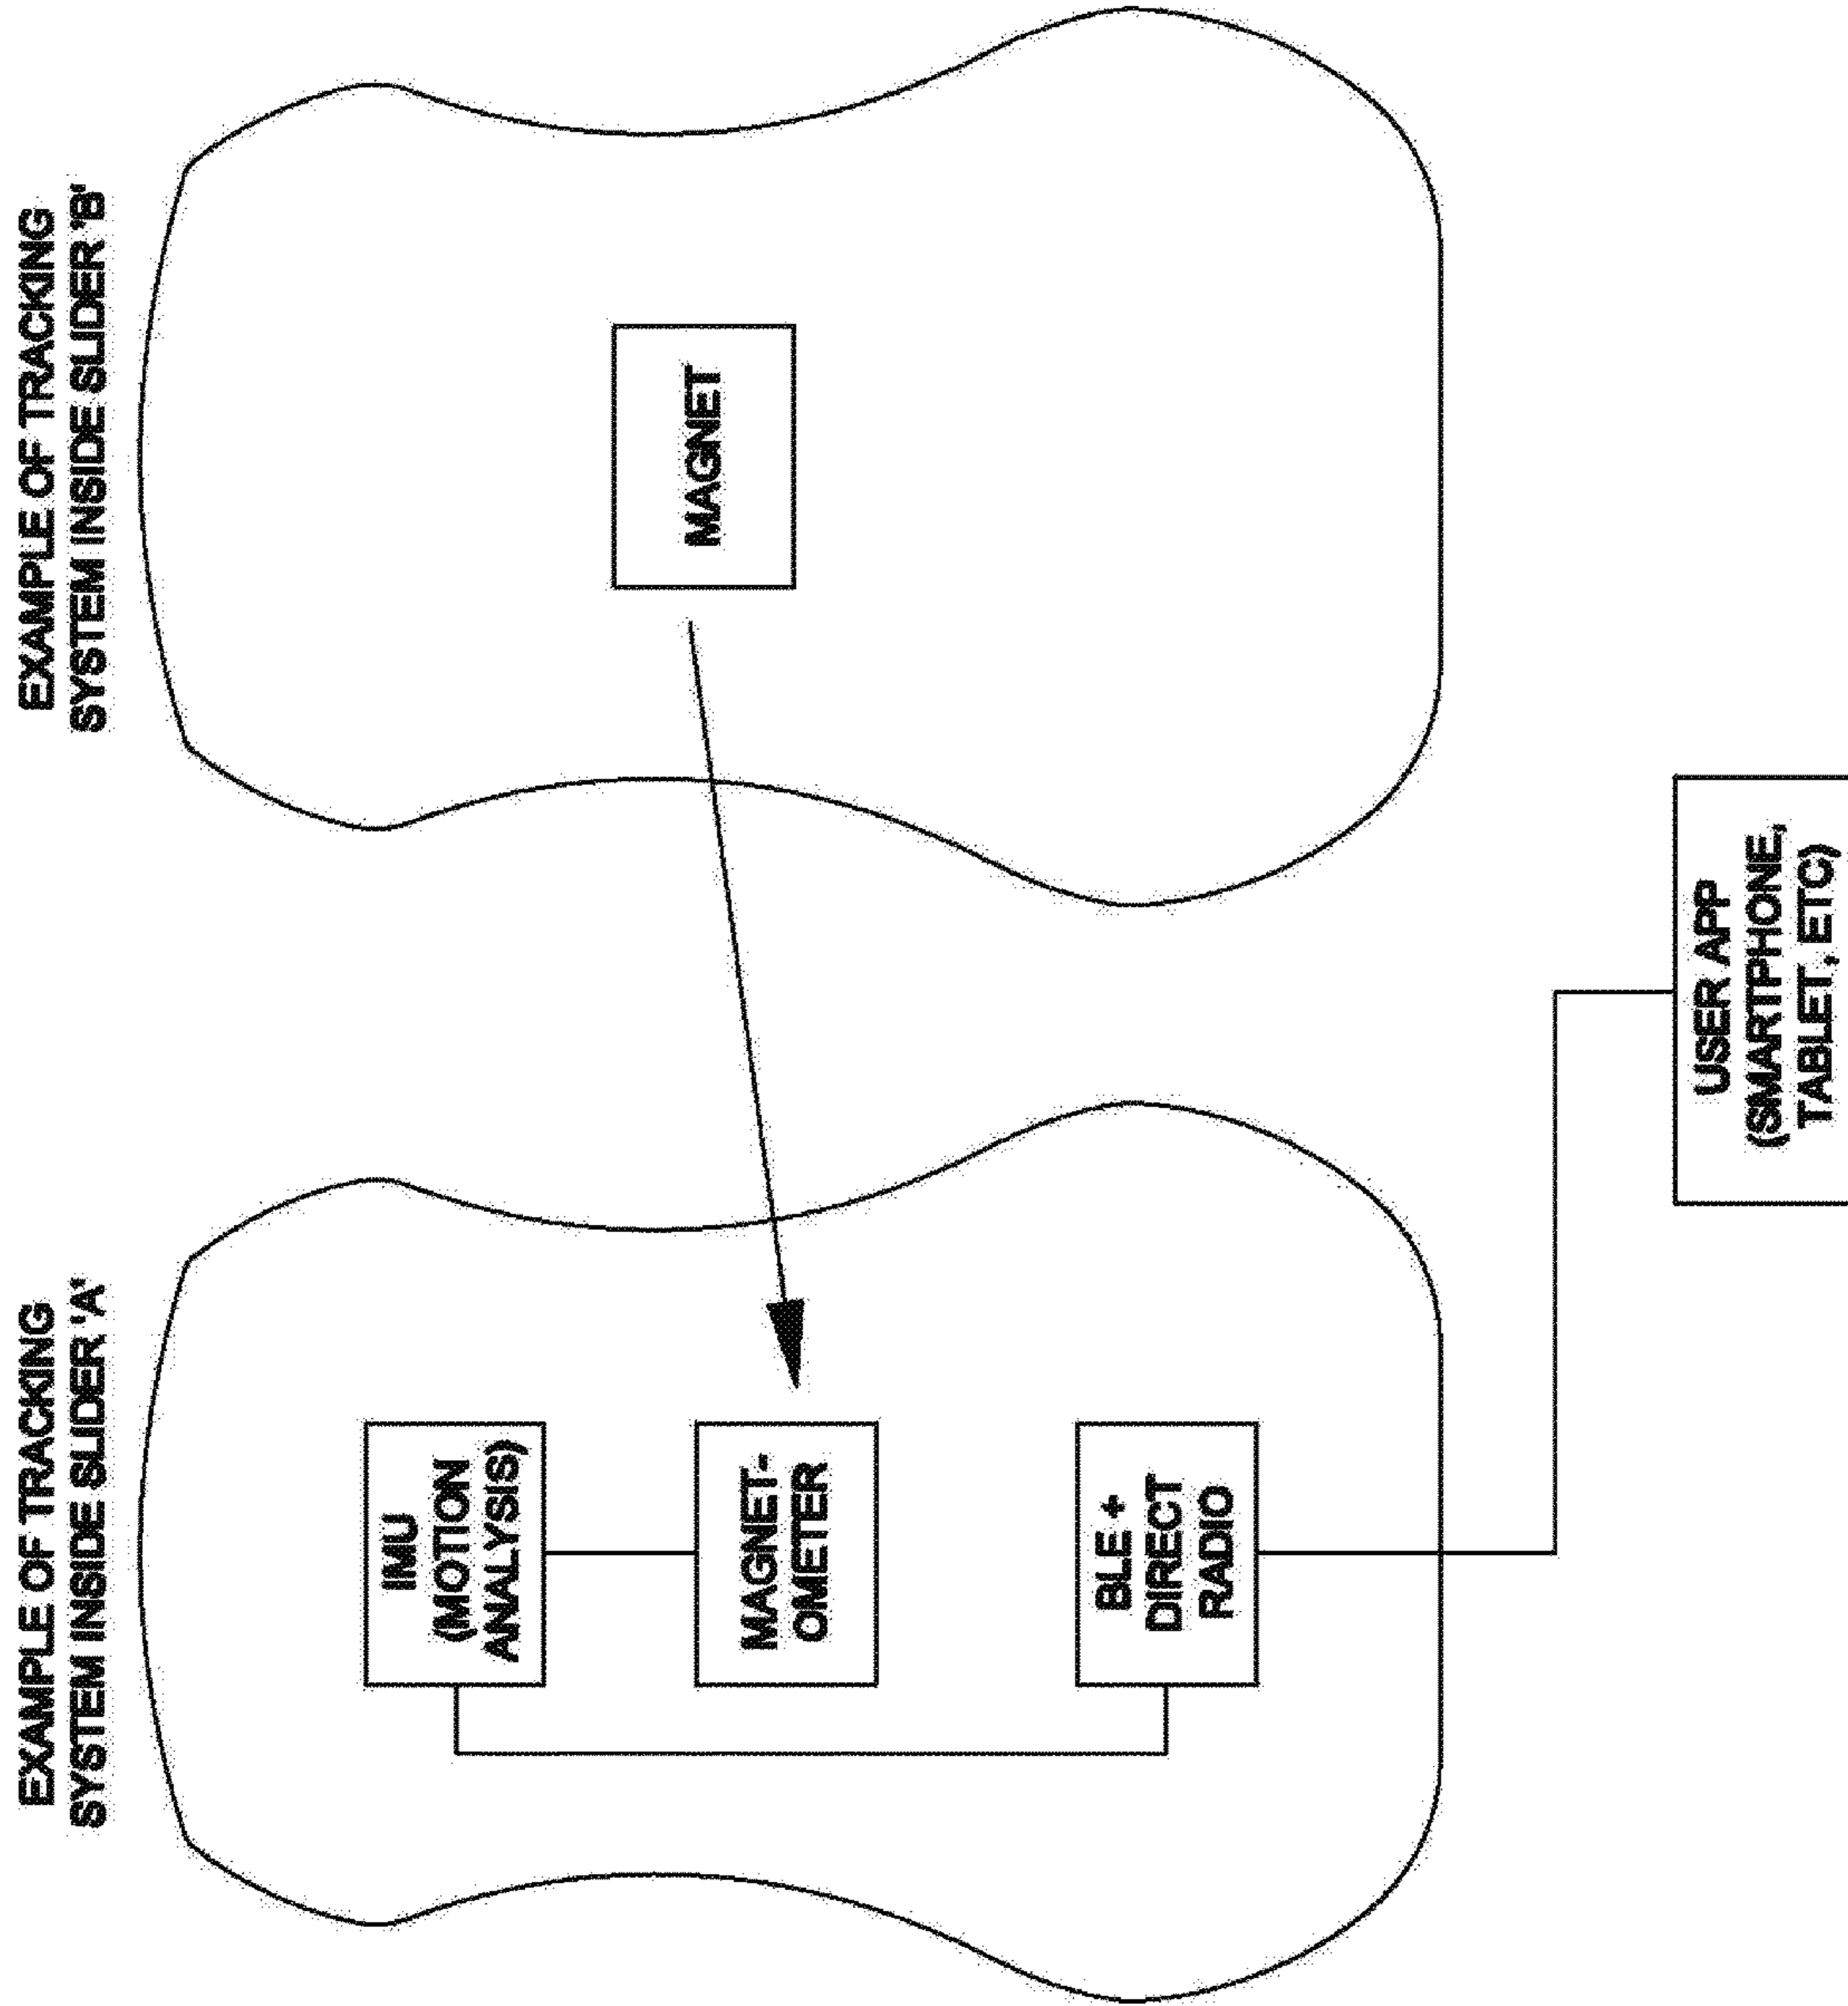 EXAMPLE OF TRACKING
SYSTEM INSIDE SLIDER 'A'
IMU
(MOTION
ANALYSIS)
MAGNET-
OMETER
BLE +
DIRECT
RADIO
EXAMPLE OF TRACKING
SYSTEM INSIDE SLIDER 'B'
MAGNET
USER APP
(SMARTPHONE,
TABLET, ETC)